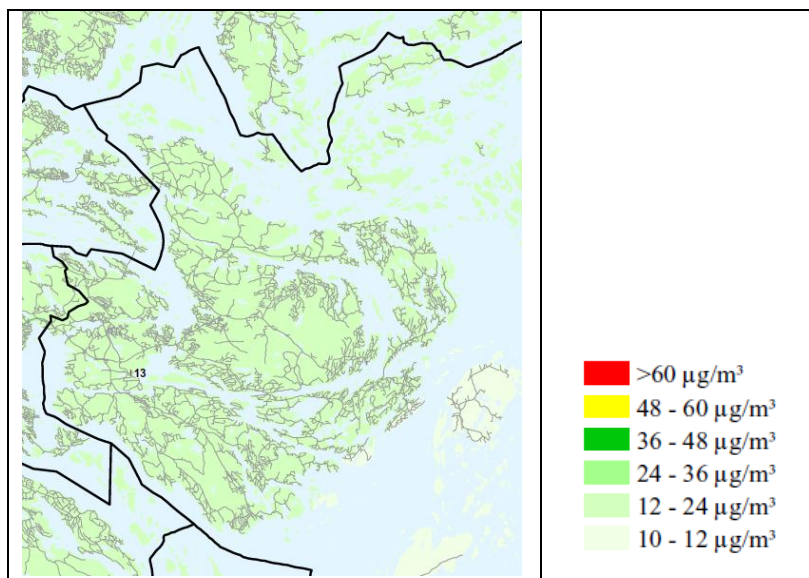 13
>60 µg/m³
48 - 60 µg/m³
36 - 48 µg/m³
24 - 36 µg/m³
12 - 24 µg/m³
10 - 12 µg/m³